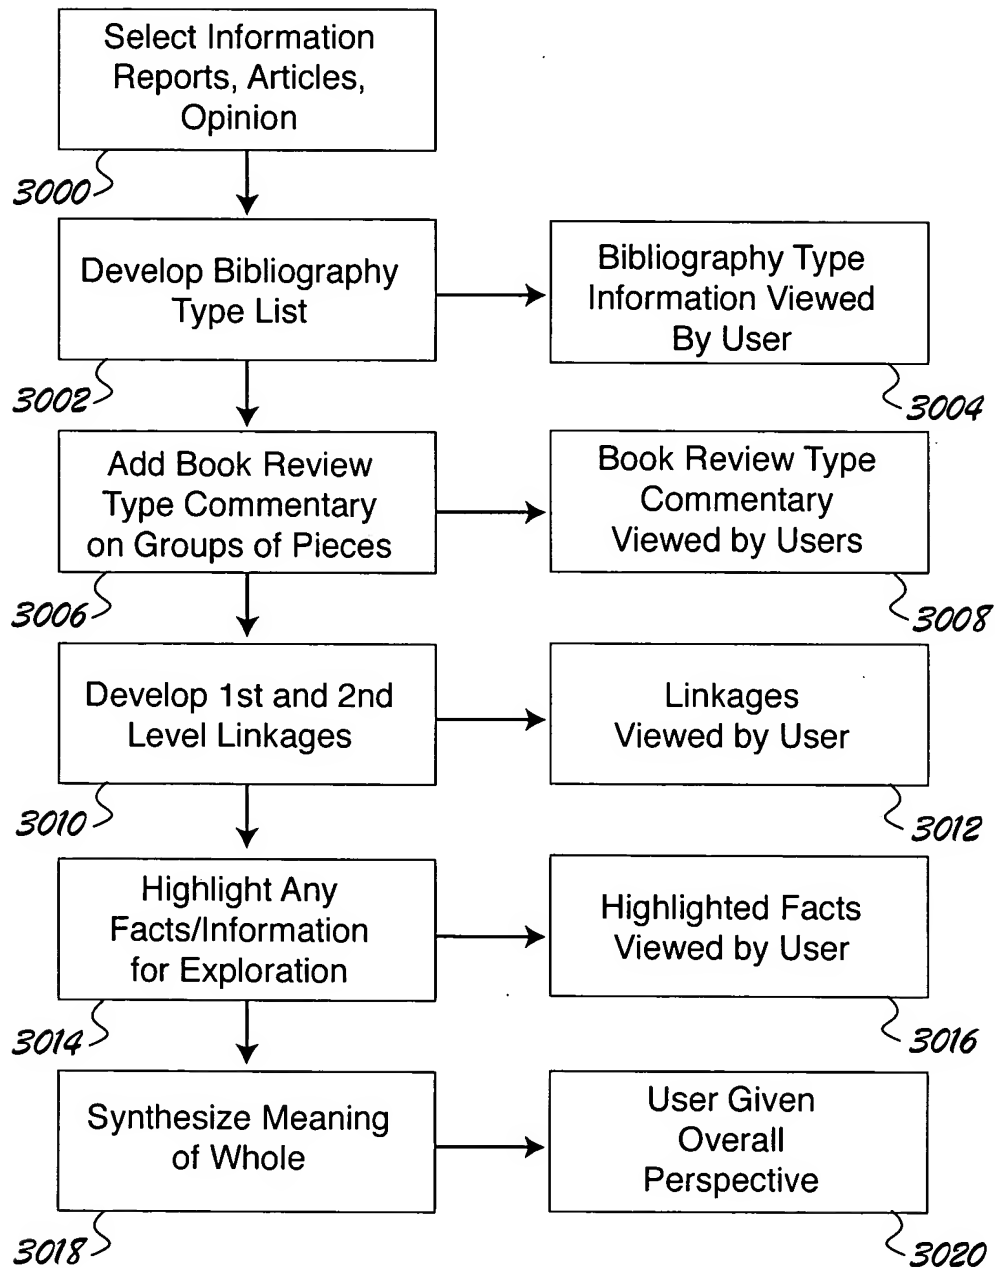 Select Information
Reports, Articles,
Opinion
3000
Develop Bibliography
Type List
3002
Bibliography Type
Information Viewed
By User
3004
Add Book Review
Type Commentary
on Groups of Pieces
3006
Book Review Type
Commentary
Viewed by Users
3008
Develop 1st and 2nd
Level Linkages
3010
Linkages
Viewed by User
3012
Highlight Any
Facts/Information
for Exploration
3014
Highlighted Facts
Viewed by User
3016
Synthesize Meaning
of Whole
3018
User Given
Overall
Perspective
3020